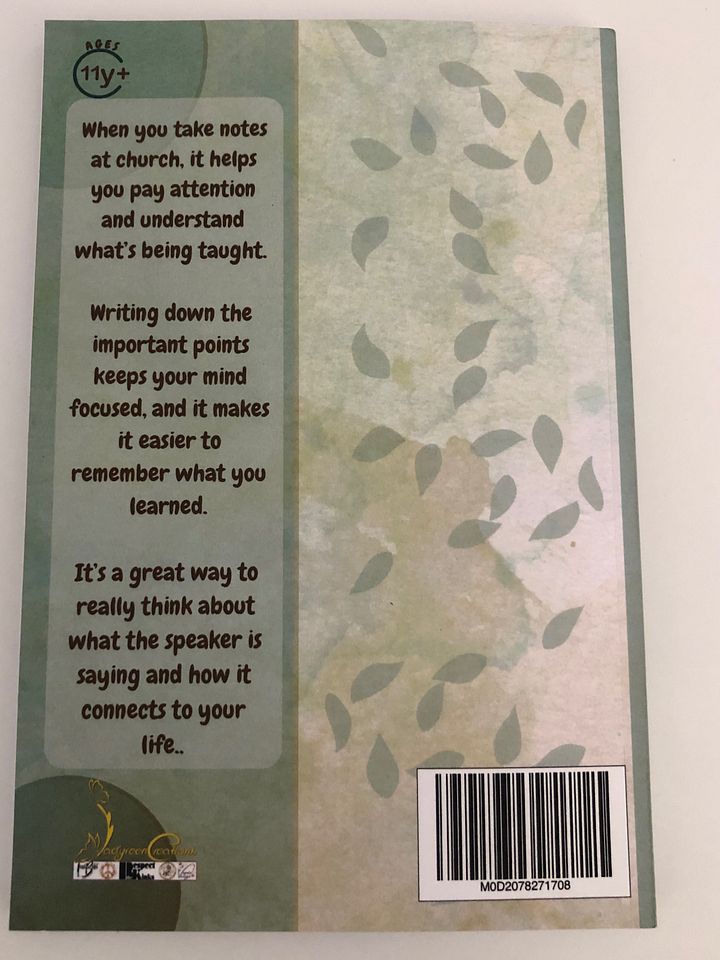 AGES
11y+
When you take notes
at church, it helps
you pay attention
and understand
what's being taught.
Writing down the
important points
keeps your mind
focused, and it makes
it easier to
remember what you
learned.
It's a great way to
really think about
what the speaker is
saying and how it
connects to your
life..
M0D2078271708